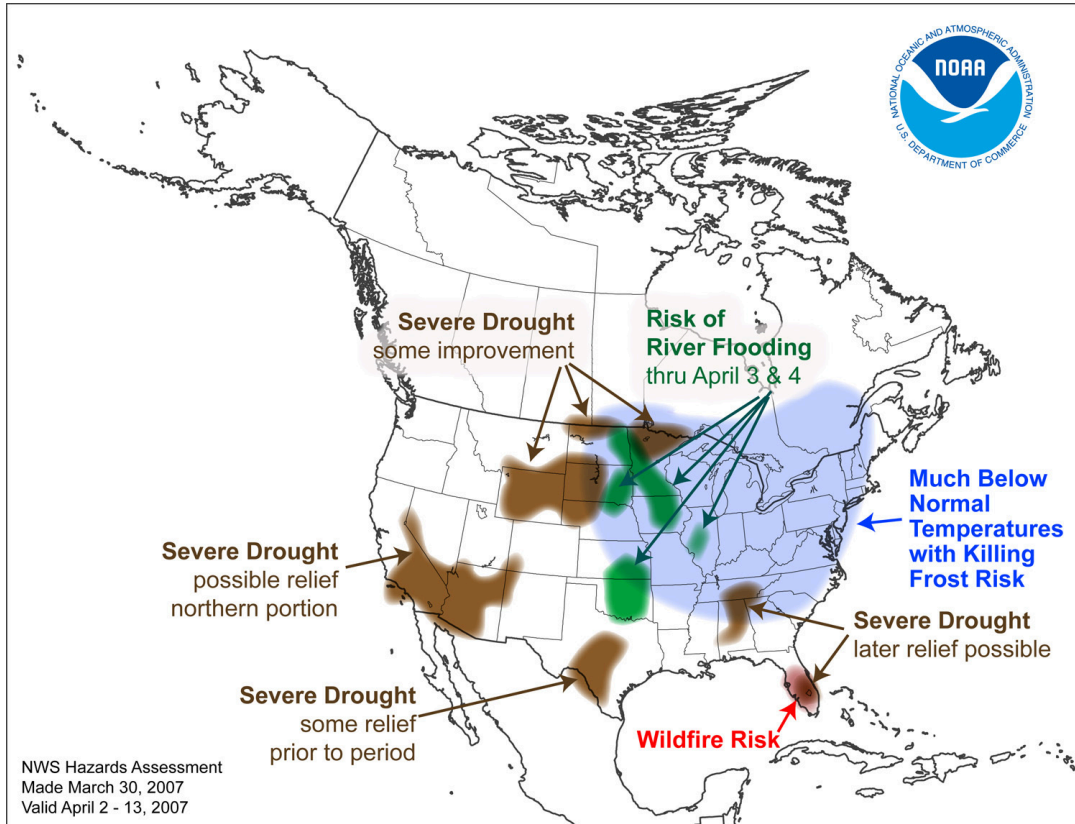 NATIONAL OCEANIC AND ATMOSPHERIC ADMINISTRATION
NOAA
U.S. DEPARTMENT OF COMMERCE
Severe Drought
some improvement
Risk of
River Flooding
thru April 3 & 4
Much Below
Normal
Temperatures
with Killing
Frost Risk
Severe Drought
possible relief
northern portion
Severe Drought
later relief possible
Severe Drought
some relief
prior to period
Wildfire Risk
NWS Hazards Assessment
Made March 30, 2007
Valid April 2 - 13, 2007